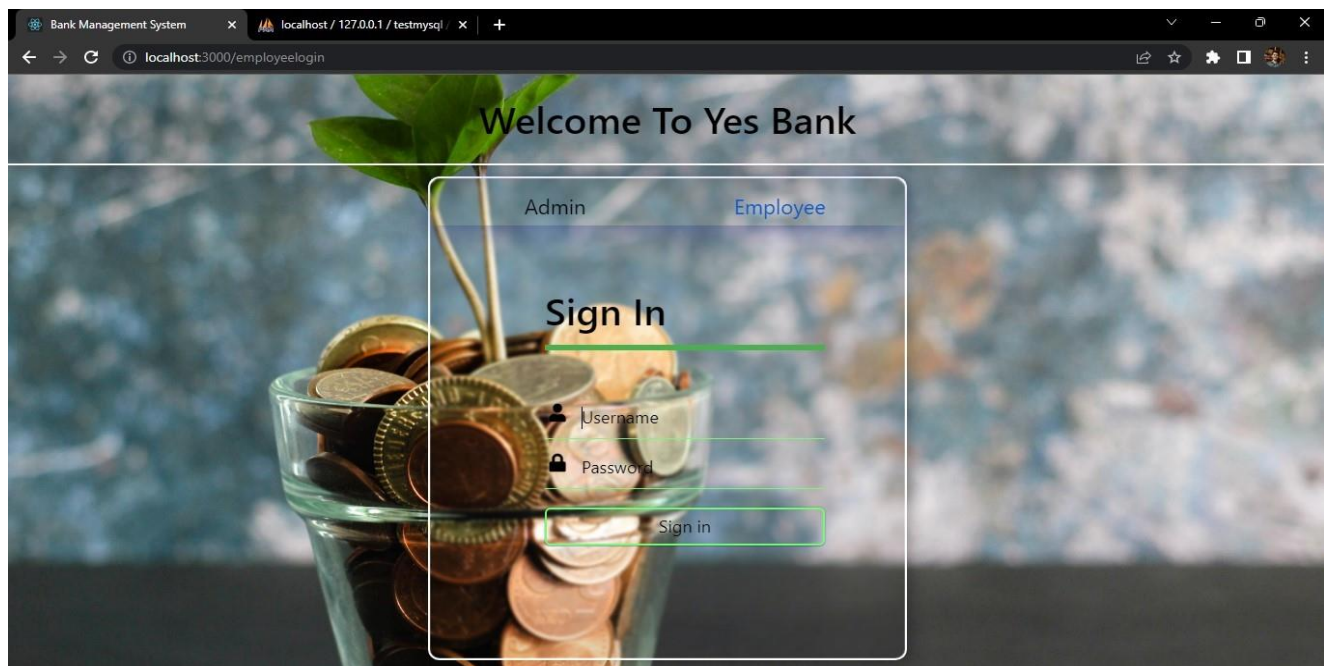 Bank Management System
localhost / 127.0.0.1 / testmysql /
localhost:3000/employeelogin
Welcome To Yes Bank
Admin Employee
Sign In
Username
Password
Sign in